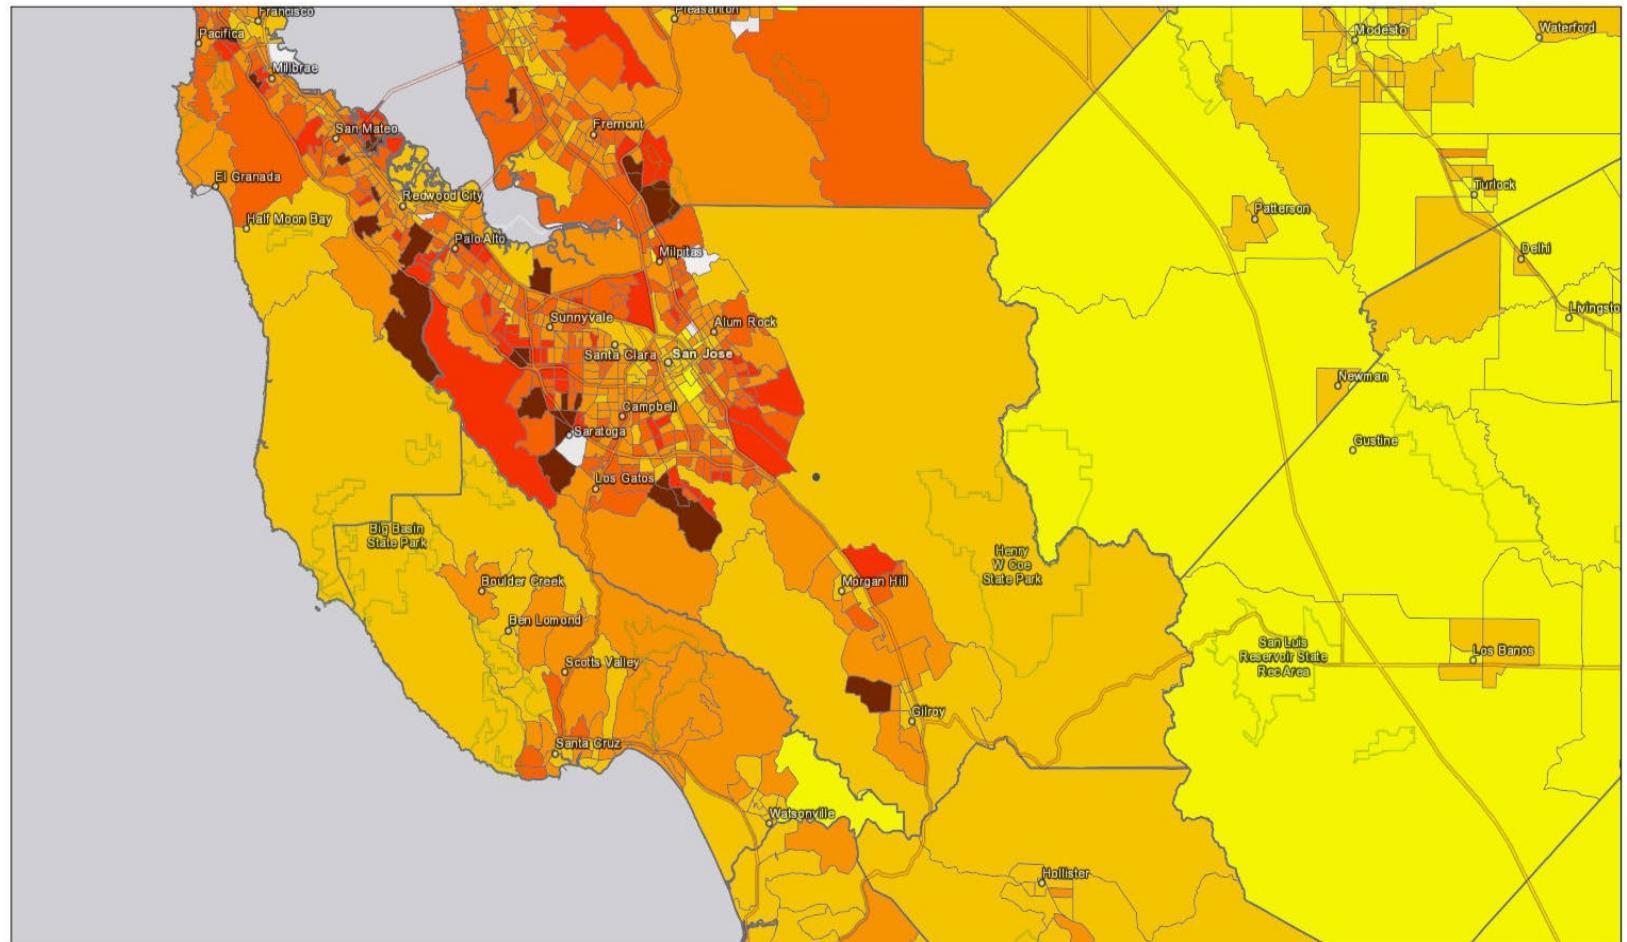 Francisco
Pleasanton
Pacifica
Modesto
Waterford
Millbrae
San Mateo
Fremont
El Granada
Redwood City
Turlock
Half Moon Bay
Patterson
Palo Alto
Milpitas
Delhi
Livingsto
Sunnyvale
Alum Rock
Santa Clara
San Jose
Newman
Campbell
Saratoga
Gustine
Los Gatos
Big Basin
State Park
Henry
W Coe
State Park
Boulder Creek
Morgan Hill
Ben Lomond
San Luis
Reservoir State
Rec Area
Los Banos
Scotts Valley
Gilroy
Santa Cruz
Watsonville
Hollister